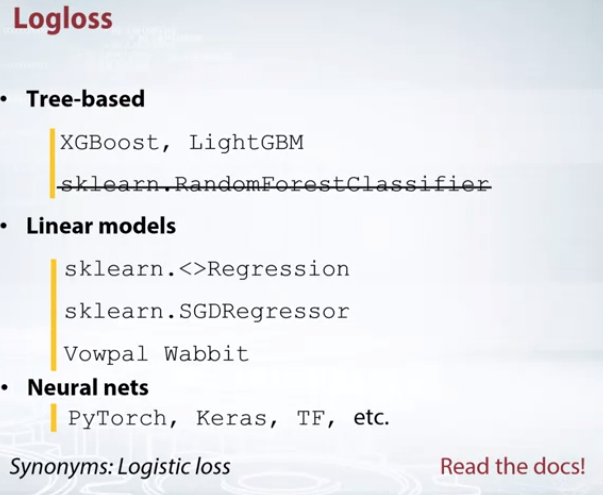 Logloss
• Tree-based
XGBoost, LightGBM
sklearn.RandomForestClassifier
• Linear models
sklearn.<>Regression
sklearn.SGDRegressor
Vowpal Wabbit
• Neural nets
PyTorch, Keras, TF, etc.
Synonyms: Logistic loss
Read the docs!